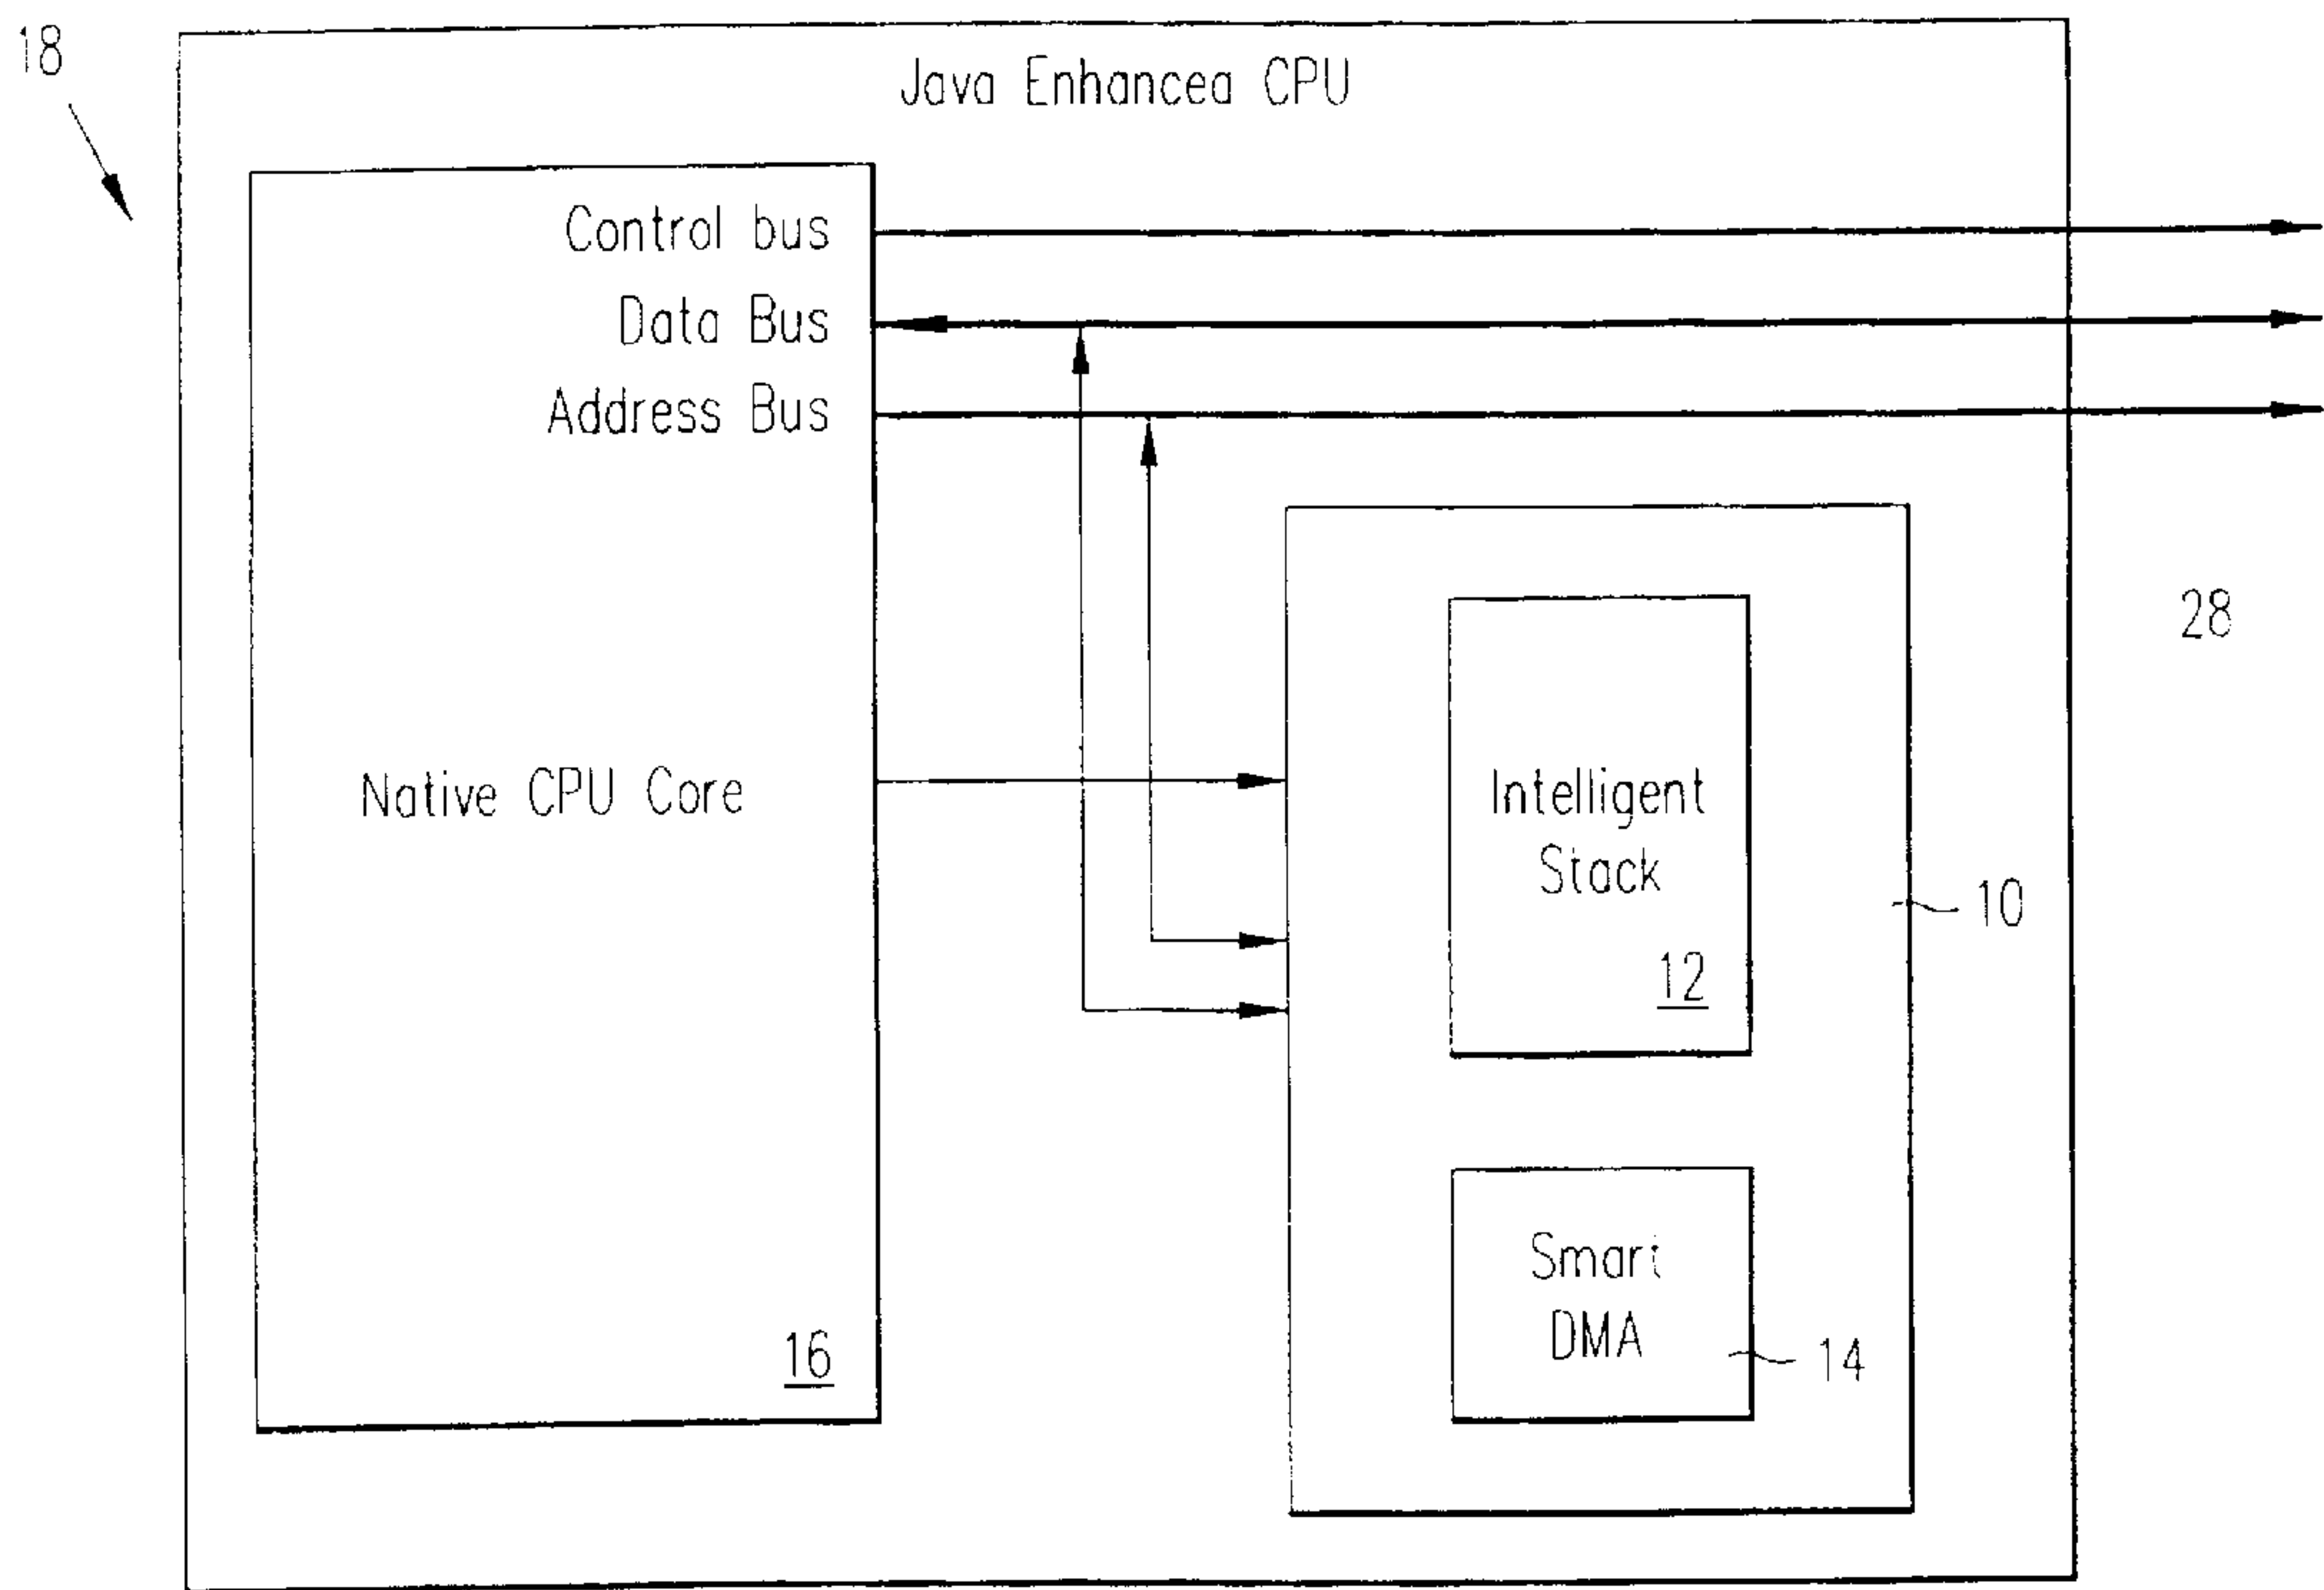 18
Java Enhanced CPU
Control bus
Data Bus
Address Bus
28
Native CPU Core
Intelligent
Stack
10
12
Smart
DMA
16
14